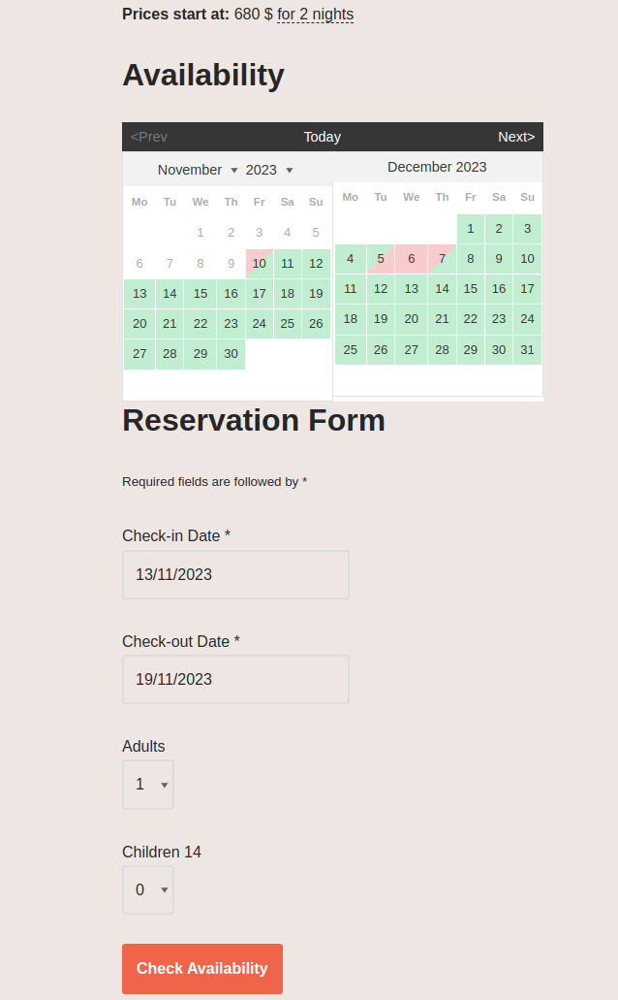 Prices start at: 680 $ for 2 nights
Availability
<Prev Today Next>
November 2023
Mo Tu We Th Fr Sa Su
1 2 3 4 5
6 7 8 9 10 11 12
13 14 15 16 17 18 19
20 21 22 23 24 25 26
27 28 29 30
December 2023
Mo Tu We Th Fr Sa Su
1 2 3
4 5 6 7 8 9 10
11 12 13 14 15 16 17
18 19 20 21 22 23 24
25 26 27 28 29 30 31
Reservation Form
Required fields are followed by *
Check-in Date *
13/11/2023
Check-out Date *
19/11/2023
Adults
1
Children 14
0
Check Availability